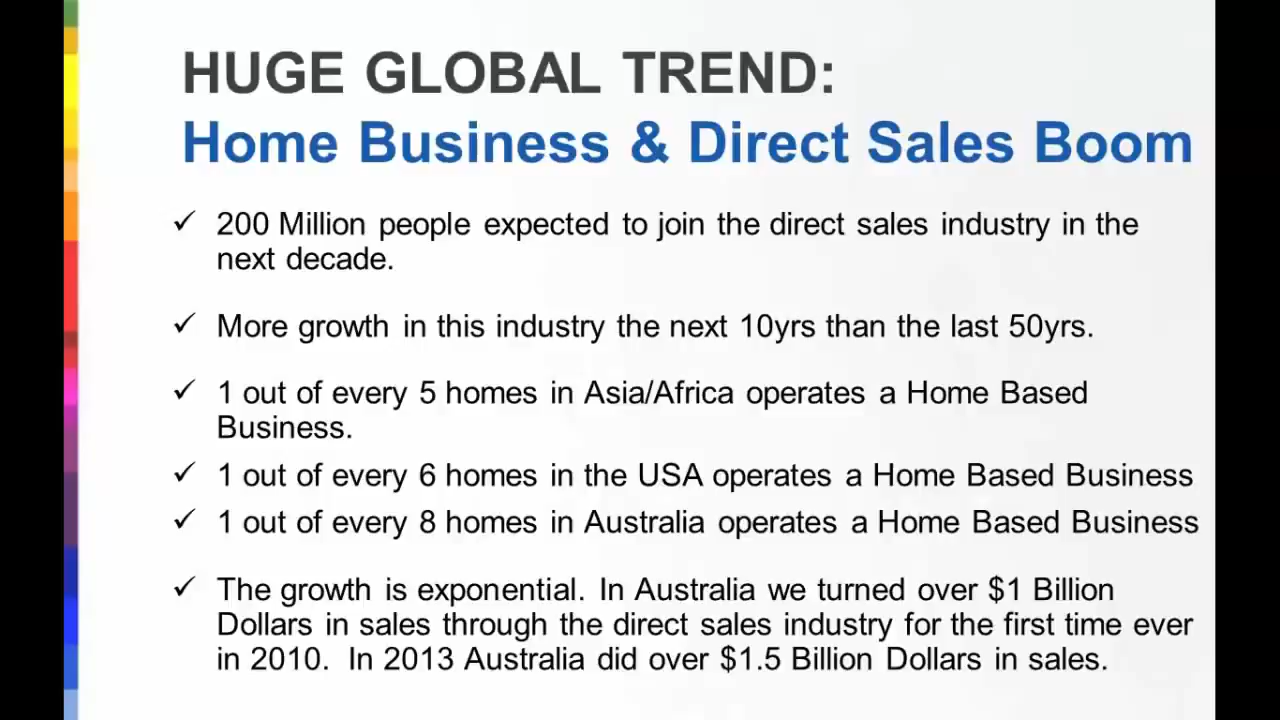 HUGE GLOBAL TREND:
Home Business & Direct Sales Boom
✓ 200 Million people expected to join the direct sales industry in the
next decade.
✓ More growth in this industry the next 10yrs than the last 50yrs.
✓ 1 out of every 5 homes in Asia/Africa operates a Home Based
Business.
✓ 1 out of every 6 homes in the USA operates a Home Based Business
✓ 1 out of every 8 homes in Australia operates a Home Based Business
✓ The growth is exponential. In Australia we turned over $1 Billion
Dollars in sales through the direct sales industry for the first time ever
in 2010. In 2013 Australia did over $1.5 Billion Dollars in sales.